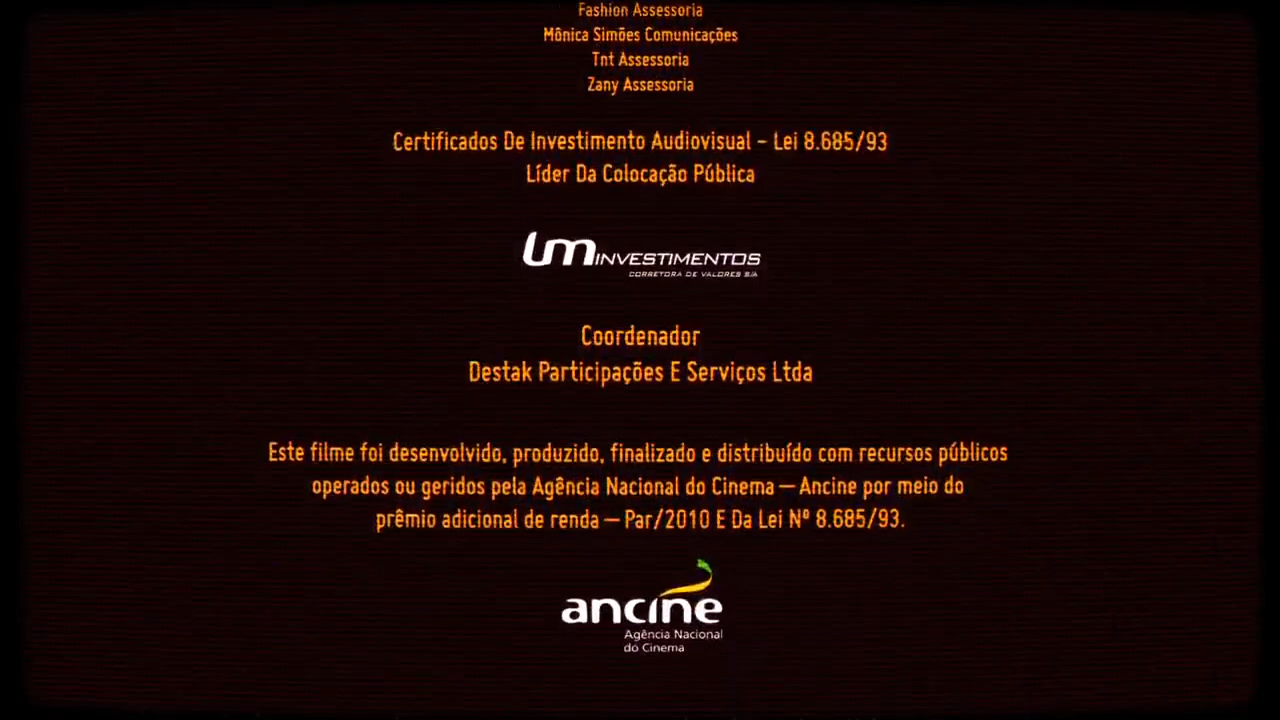 Fashion Assessoria
Mônica Simões Comunicações
Tnt Assessoria
Zany Assessoria
Certificados De Investimento Audiovisual - Lei 8.685/93
Líder Da Colocação Pública
um INVESTIMENTOS
CORRETORA DE VALORES S/A
Coordenador
Destak Participações E Serviços Ltda
Este filme foi desenvolvido, produzido, finalizado e distribuído com recursos públicos
operados ou geridos pela Agência Nacional do Cinema — Ancine por meio do
prêmio adicional de renda — Par/2010 E Da Lei Nº 8.685/93.
ancine
Agência Nacional
do Cinema